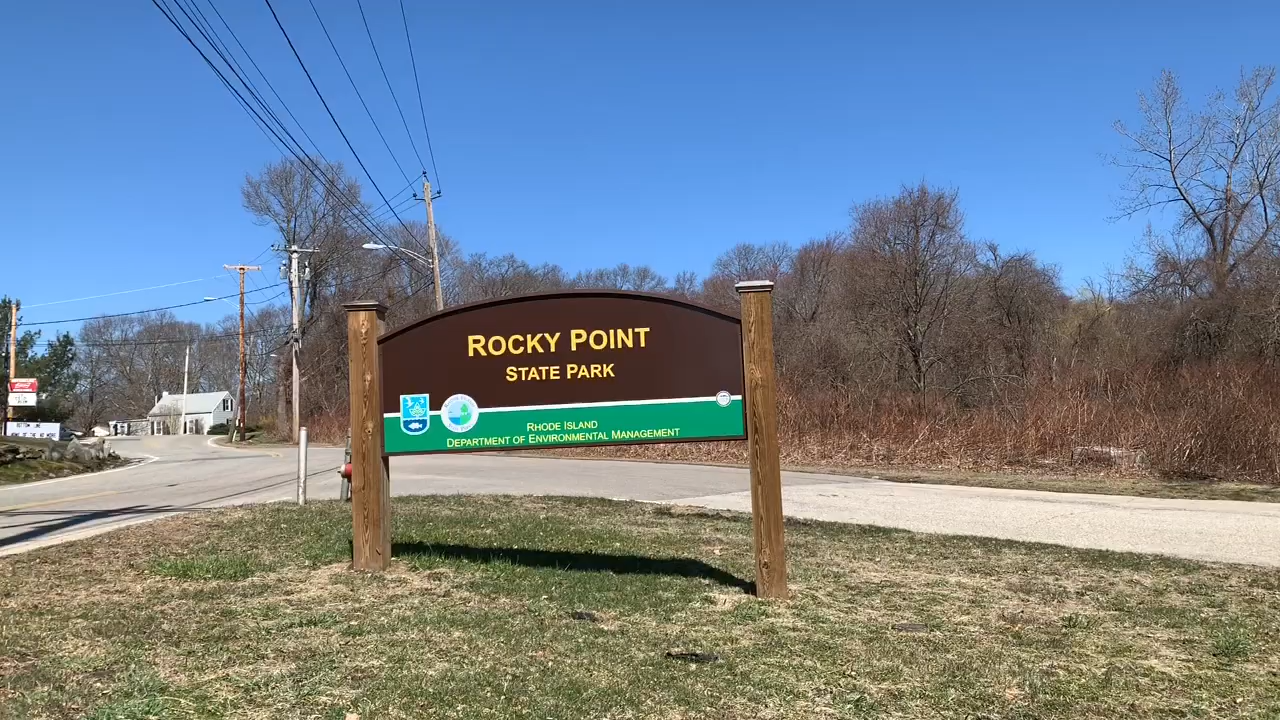 ROCKY POINT
STATE PARK
RHODE ISLAND
DEPARTMENT OF ENVIRONMENTAL MANAGEMENT